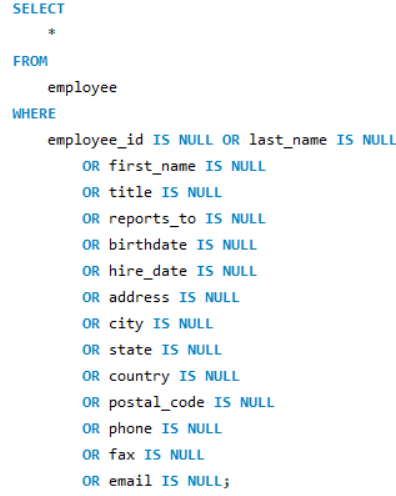 SELECT
*
FROM
employee
WHERE
employee_id IS NULL OR last_name IS NULL
OR first_name IS NULL
OR title IS NULL
OR reports_to IS NULL
OR birthdate IS NULL
OR hire_date IS NULL
OR address IS NULL
OR city IS NULL
OR state IS NULL
OR country IS NULL
OR postal_code IS NULL
OR phone IS NULL
OR fax IS NULL
OR email IS NULL;